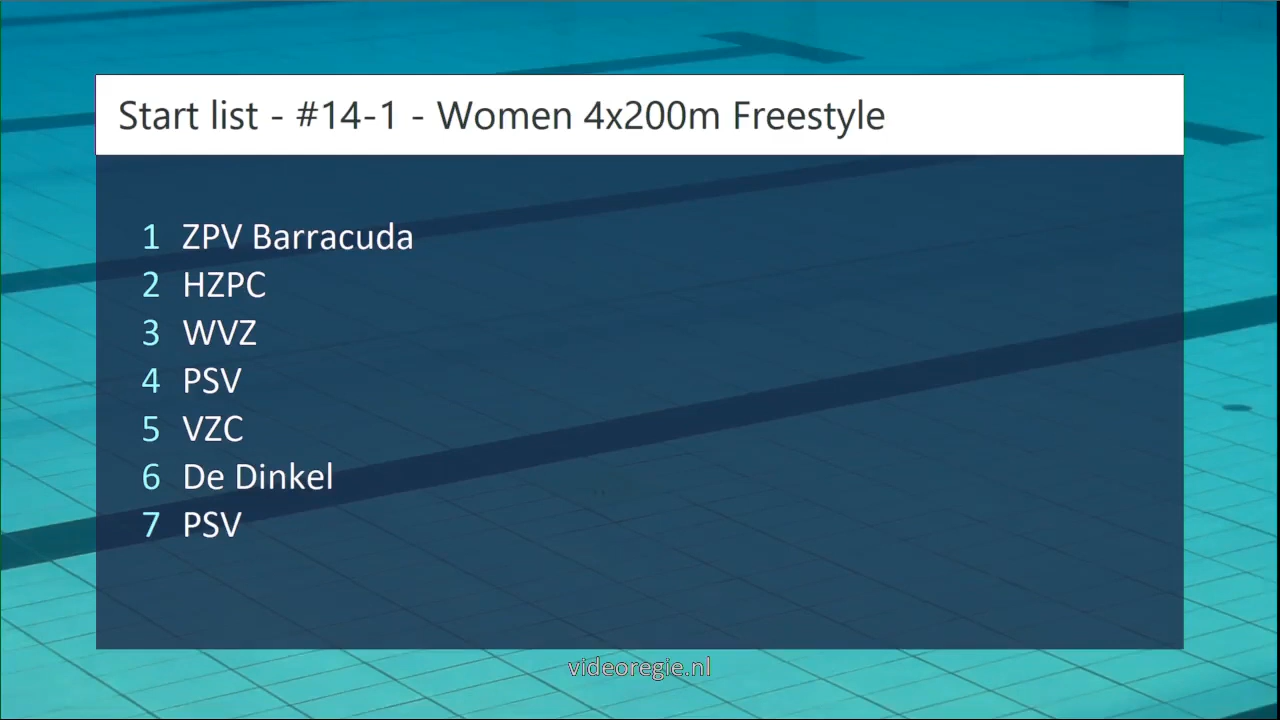 Start list - #14-1 - Women 4x200m Freestyle
1 ZPV Barracuda
2 HZPC
3 WVZ
4 PSV
5 VZC
6 De Dinkel
7 PSV
videoregie.nl